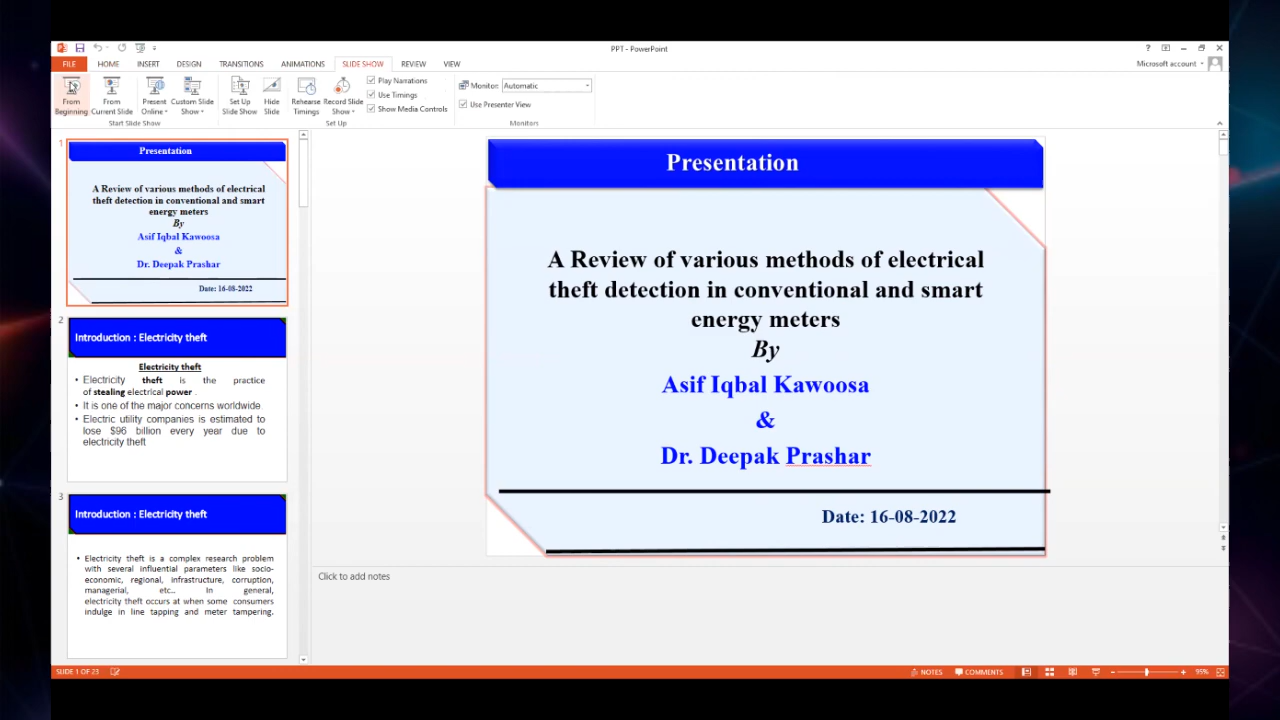 PPT - PowerPoint
?
FILE HOME INSERT DESIGN TRANSITIONS ANIMATIONS SLIDE SHOW REVIEW VIEW
Microsoft account
From Beginning
From Current Slide
Present Online
Custom Slide Show
Set Up Slide Show
Hide Slide
Rehearse Timings
Record Slide Show
Play Narrations
Use Timings
Show Media Controls
Monitor: Automatic
Use Presenter View
Start Slide Show
Set Up
Monitors
1
Presentation
A Review of various methods of electrical
theft detection in conventional and smart
energy meters
By
Asif Iqbal Kawoosa
&
Dr. Deepak Prashar
Date: 16-08-2022
2
Introduction : Electricity theft
Electricity theft
• Electricity theft is the practice
of stealing electrical power .
• It is one of the major concerns worldwide
• Electric utility companies is estimated to
lose $96 billion every year due to
electricity theft
3
Introduction : Electricity theft
• Electricity theft is a complex research problem
with several influential parameters like socio-
economic, regional, infrastructure, corruption,
managerial, etc.. In general,
electricity theft occurs at when some consumers
indulge in line tapping and meter tampering.
Presentation
A Review of various methods of electrical
theft detection in conventional and smart
energy meters
By
Asif Iqbal Kawoosa
&
Dr. Deepak Prashar
Date: 16-08-2022
Click to add notes
SLIDE 1 OF 23
NOTES
COMMENTS
95%